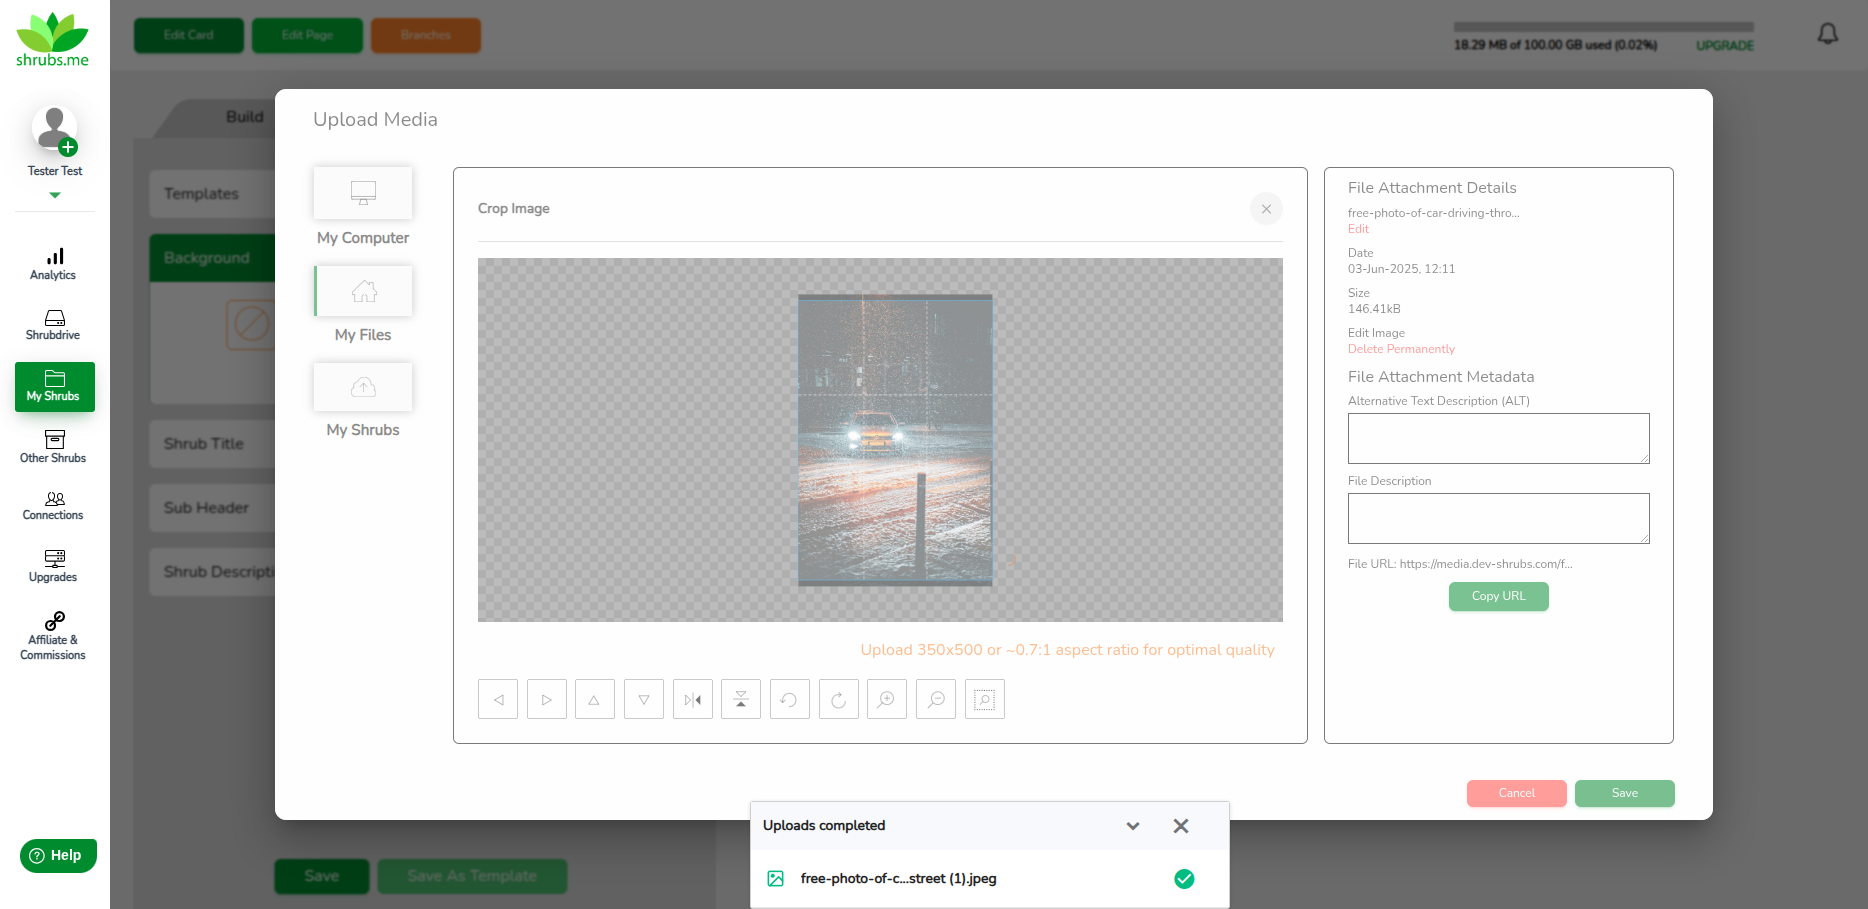 shrubs.me
Tester Test
Analytics
Shrubdrive
My Shrubs
Other Shrubs
Connections
Upgrades
Affiliate &
Commissions
Help
Edit Card
Edit Page
Branches
18.29 MB of 100.00 GB used (0.02%)
UPGRADE
Build
Templates
Background
Shrub Title
Sub Header
Shrub Descripti
Save
Save As Template
Upload Media
My Computer
My Files
My Shrubs
Crop Image
Upload 350x500 or ~0.7:1 aspect ratio for optimal quality
File Attachment Details
free-photo-of-car-driving-thro...
Edit
Date
03-Jun-2025, 12:11
Size
146.41kB
Edit Image
Delete Permanently
File Attachment Metadata
Alternative Text Description (ALT)
File Description
File URL: https://media.dev-shrubs.com/f...
Copy URL
Cancel
Save
Uploads completed
free-photo-of-c...street (1).jpeg